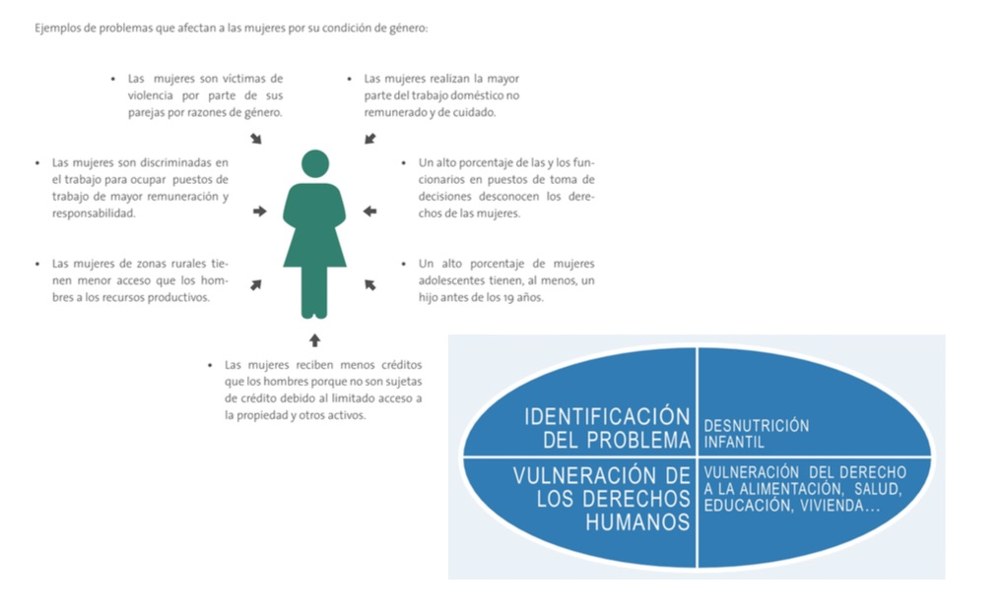 Ejemplos de problemas que afectan a las mujeres por su condición de género:
• Las mujeres son víctimas de
violencia por parte de sus
parejas por razones de género.
• Las mujeres realizan la mayor
parte del trabajo doméstico no
remunerado y de cuidado.
• Las mujeres son discriminadas en
el trabajo para ocupar puestos de
trabajo de mayor remuneración y
responsabilidad.
• Un alto porcentaje de las y los fun-
cionarios en puestos de toma de
decisiones desconocen los dere-
chos de las mujeres.
• Las mujeres de zonas rurales tie-
nen menor acceso que los hom-
bres a los recursos productivos.
• Un alto porcentaje de mujeres
adolescentes tienen, al menos, un
hijo antes de los 19 años.
• Las mujeres reciben menos créditos
que los hombres porque no son sujetas
de crédito debido al limitado acceso a
la propiedad y otros activos.
IDENTIFICACIÓN
DEL PROBLEMA
DESNUTRICIÓN
INFANTIL
VULNERACIÓN DE
LOS DERECHOS
HUMANOS
VULNERACIÓN DEL DERECHO
A LA ALIMENTACIÓN, SALUD,
EDUCACIÓN, VIVIENDA...